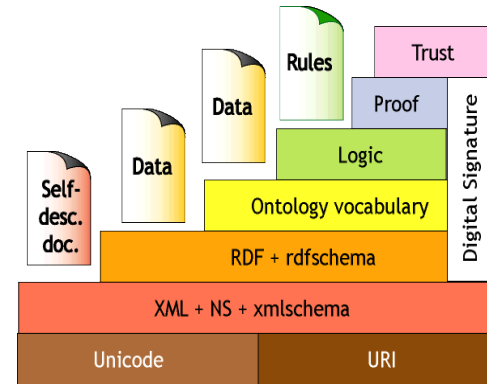 Rules
Trust
Data
Proof
Data
Logic
Self-
desc.
doc.
Ontology vocabulary
Digital Signature
RDF + rdfschema
XML + NS + xmlschema
Unicode
URI